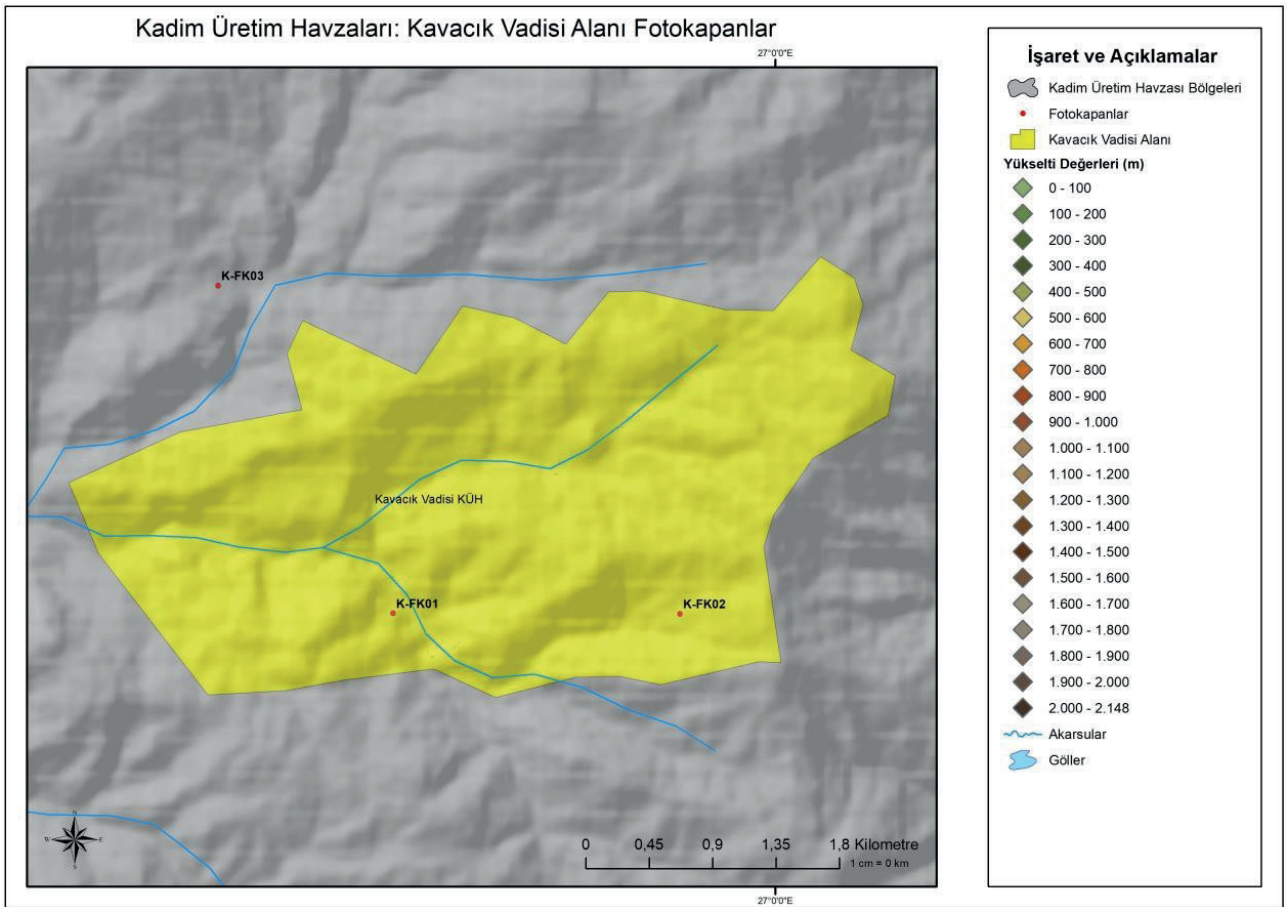 Kadim Üretim Havzaları: Kavacık Vadisi Alanı Fotokapanlar
27°0'0"E
K-FK03
Kavacık Vadisi KÜH
K-FK01
K-FK02
N
W
E
S
0 0,45 0,9 1,35 1,8 Kilometre
1 cm = 0 km
27°0'0"E
İşaret ve Açıklamalar
Kadim Üretim Havzası Bölgeleri
Fotokapanlar
Kavacık Vadisi Alanı
Yükselti Değerleri (m)
0 - 100
100 - 200
200 - 300
300 - 400
400 - 500
500 - 600
600 - 700
700 - 800
800 - 900
900 - 1.000
1.000 - 1.100
1.100 - 1.200
1.200 - 1.300
1.300 - 1.400
1.400 - 1.500
1.500 - 1.600
1.600 - 1.700
1.700 - 1.800
1.800 - 1.900
1.900 - 2.000
2.000 - 2.148
Akarsular
Göller